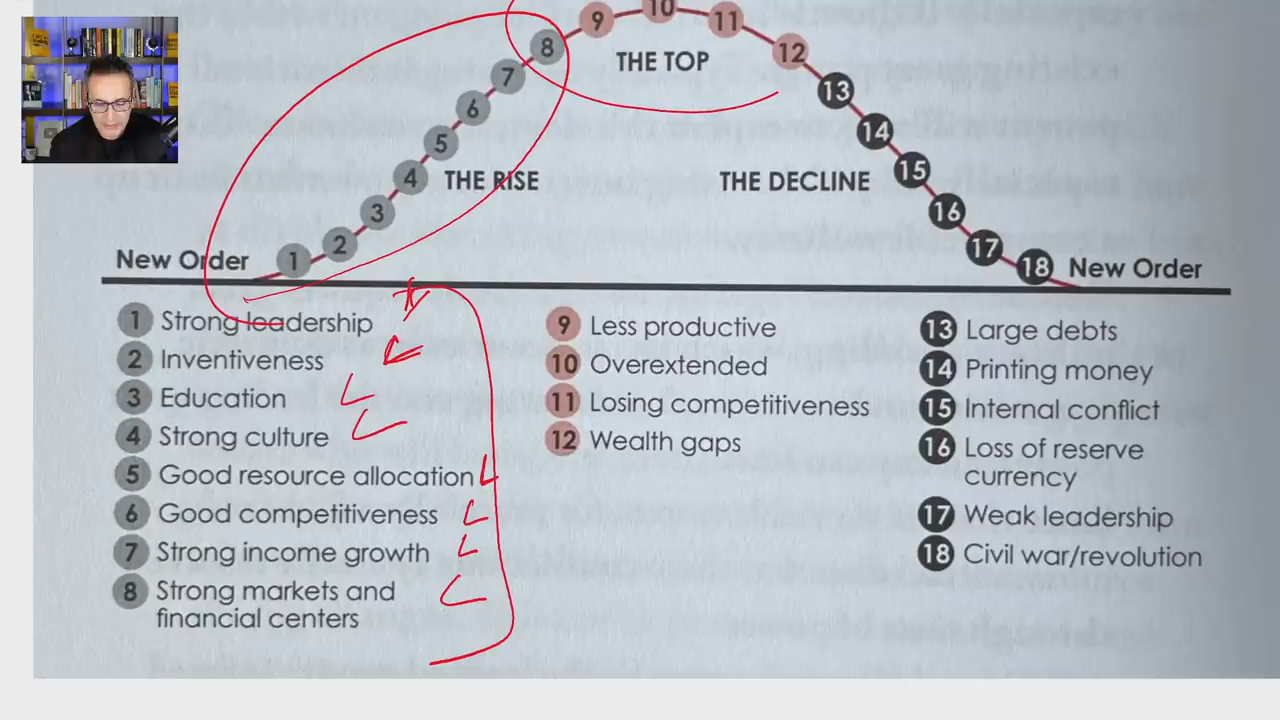 8
9
10
11
12
7
6
5
4
3
2
1
THE TOP
13
14
15
16
17
18
THE RISE
THE DECLINE
New Order
New Order
1 Strong leadership
2 Inventiveness
3 Education
4 Strong culture
5 Good resource allocation
6 Good competitiveness
7 Strong income growth
8 Strong markets and
financial centers
9 Less productive
10 Overextended
11 Losing competitiveness
12 Wealth gaps
13 Large debts
14 Printing money
15 Internal conflict
16 Loss of reserve
currency
17 Weak leadership
18 Civil war/revolution